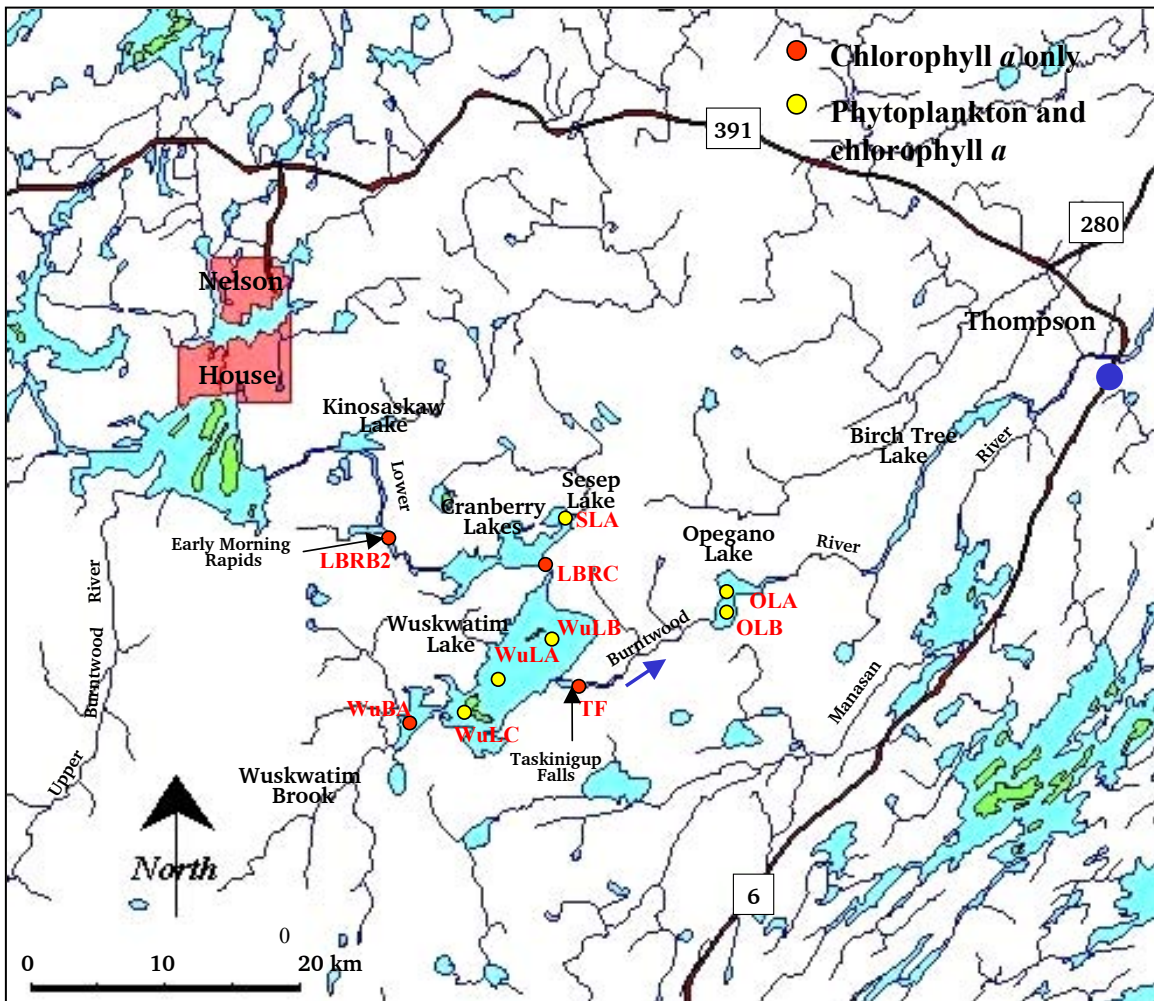 Chlorophyll a only
Phytoplankton and
chlorophyll a
391
280
Nelson
House
Thompson
Kinosaskaw
Lake
Lower
Birch Tree
Lake
River
Sesep
Lake
Cranberry
Lakes
SLA
Early Morning
Rapids
LBRB2
LBRC
Opegano
Lake
River
OLA
OLB
River
Burntwood
Upper
Wuskwatim
Lake
WuLB
WuLA
Burntwood
Manasan
WuBA
WuLC
TF
Taskinigup
Falls
Wuskwatim
Brook
North
6
0
0 10 20 km